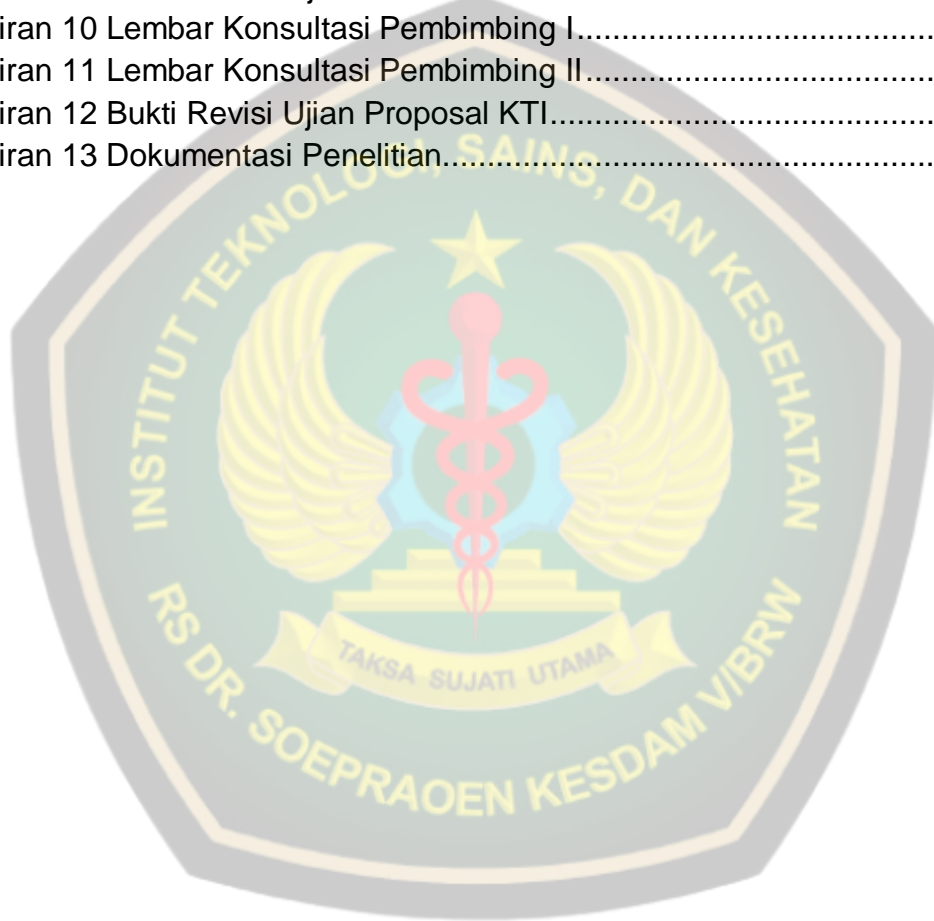 iran 10 Lembar Konsultasi Pembimbing I.......................................
iran 11 Lembar Konsultasi Pembimbing II......................................
iran 12 Bukti Revisi Ujian Proposal KTI..........................................
iran 13 Dokumentasi Penelitian.......................................................
INSTITUT TEKNOLOGI, SAINS, DAN KESEHATAN
TAKSA SUJATI UTAMA
RS DR. SOEPRAOEN KESDAM V/BRW